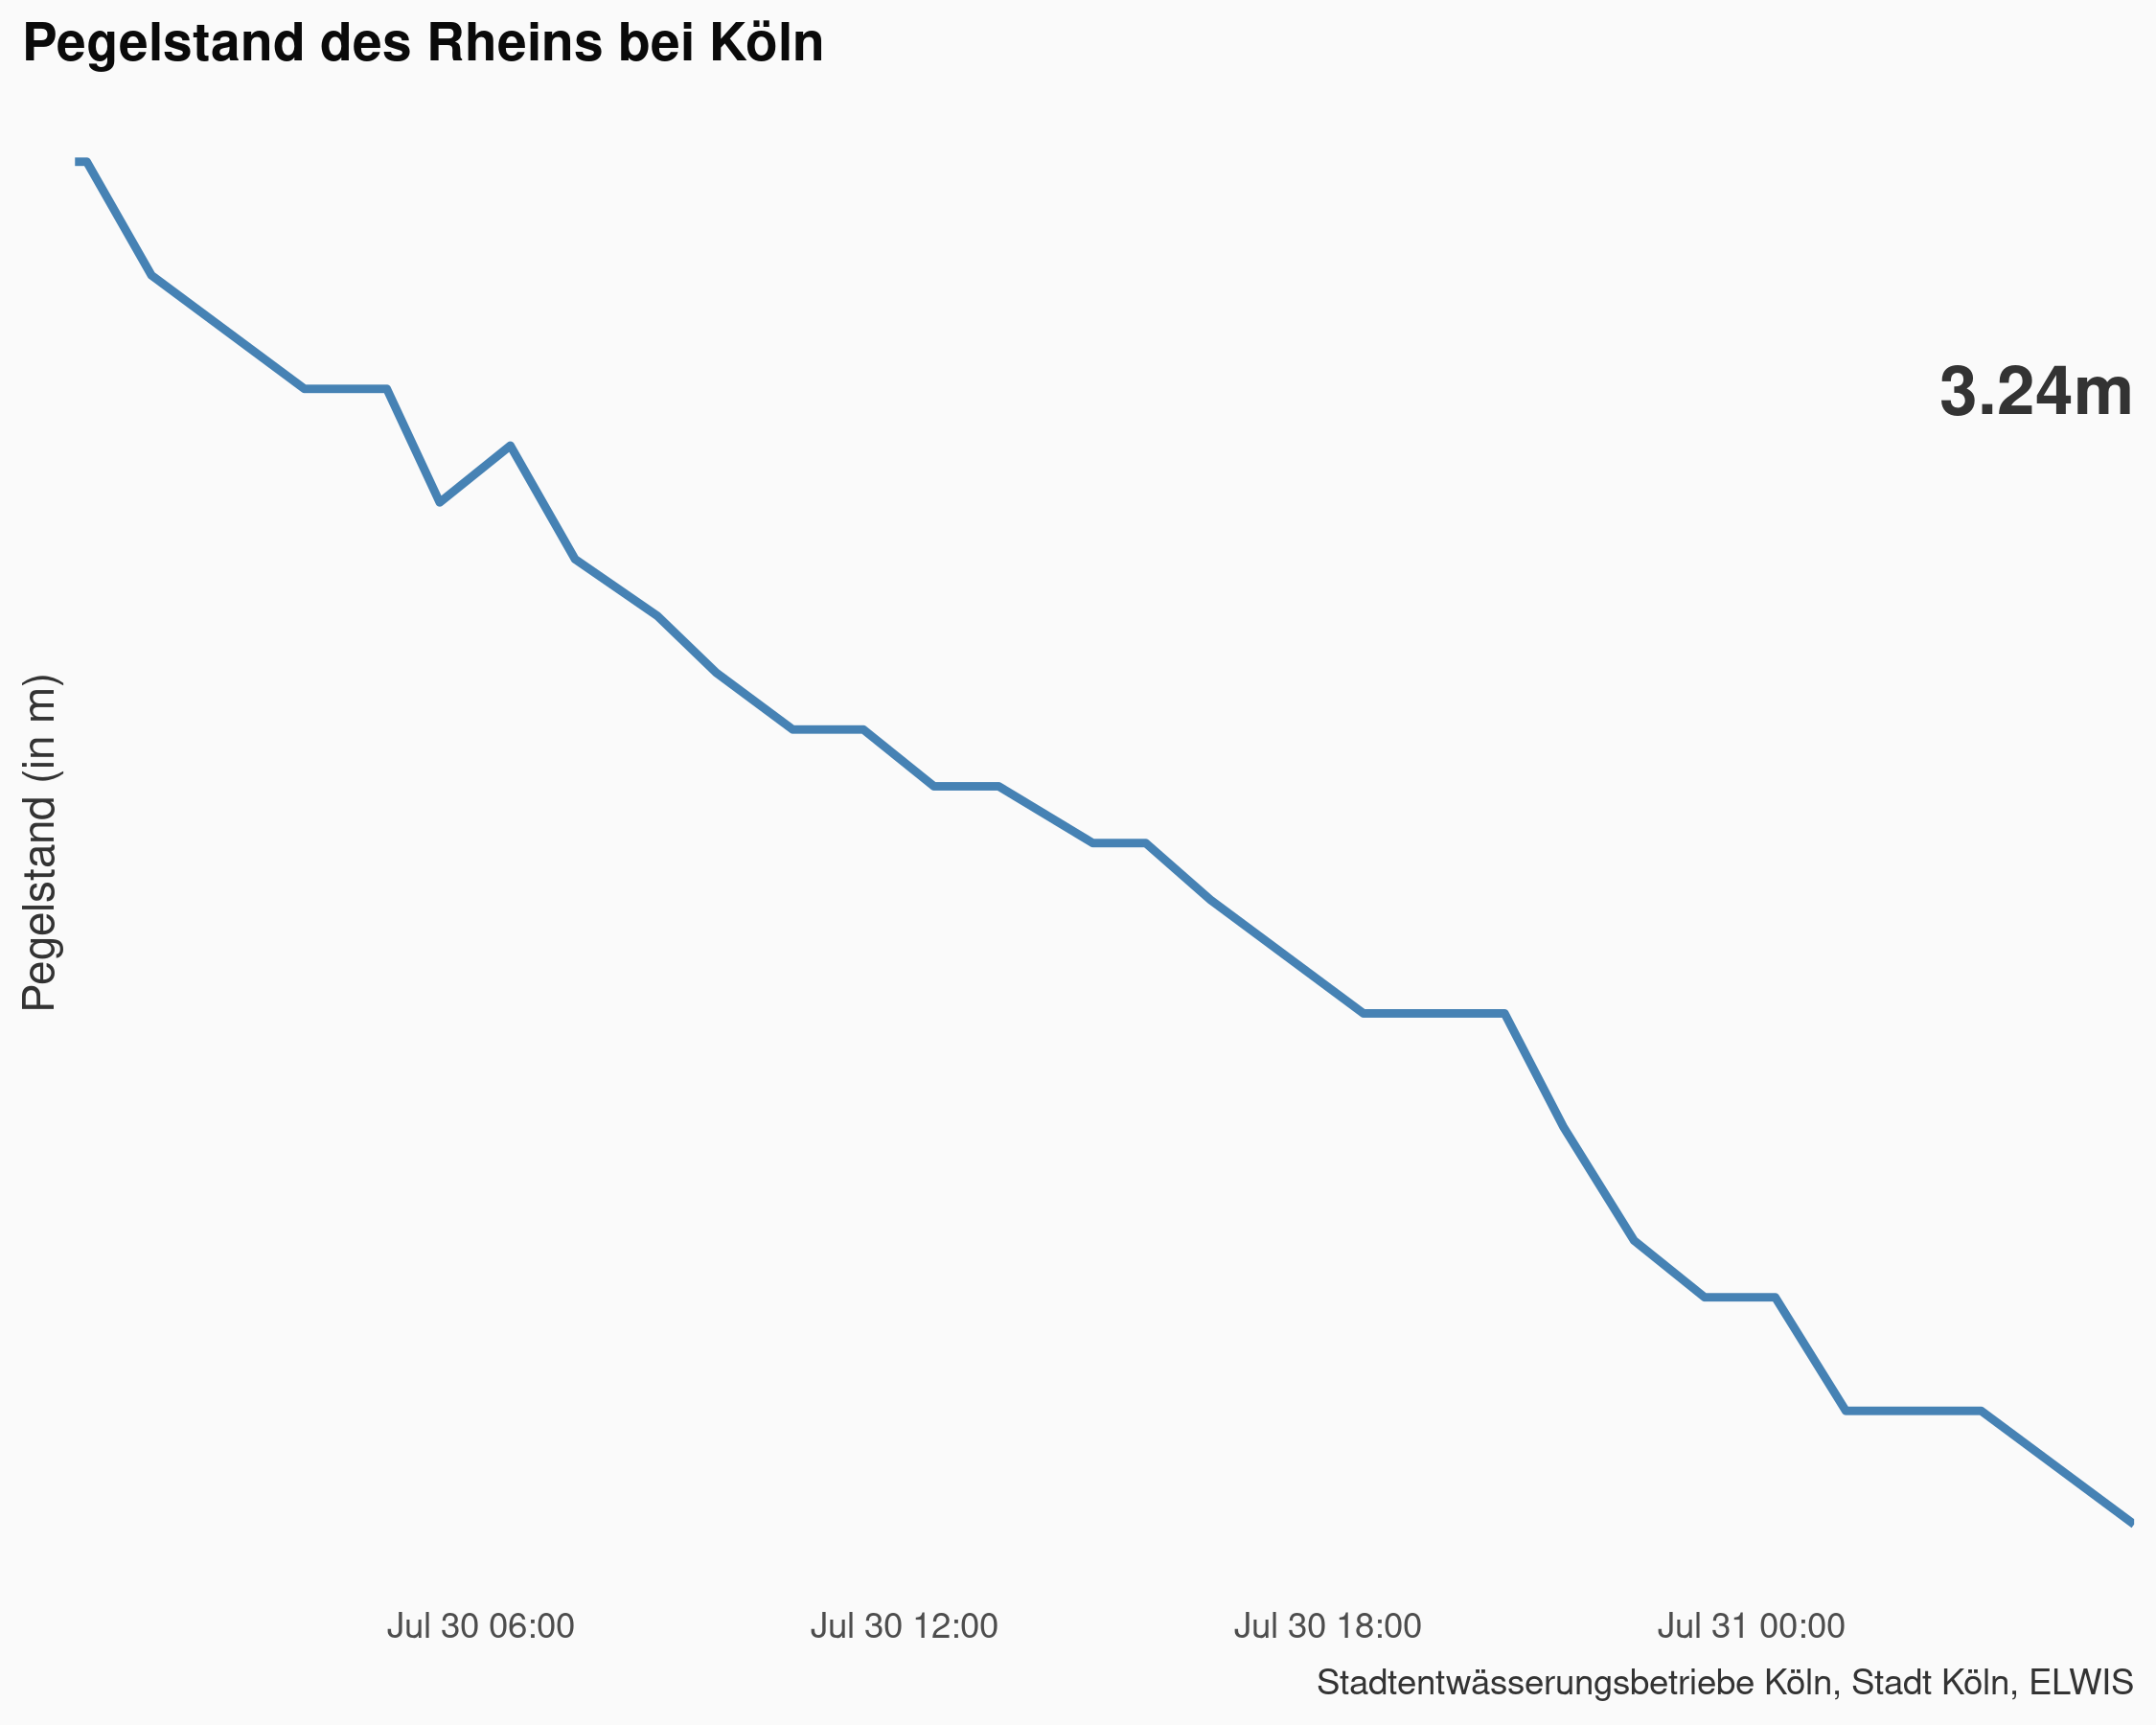 Pegelstand des Rheins bei Köln
3.24m
Pegelstand (in m)
Jul 30 06:00
Jul 30 12:00
Jul 30 18:00
Jul 31 00:00
Stadtentwässerungsbetriebe Köln, Stadt Köln, ELWIS